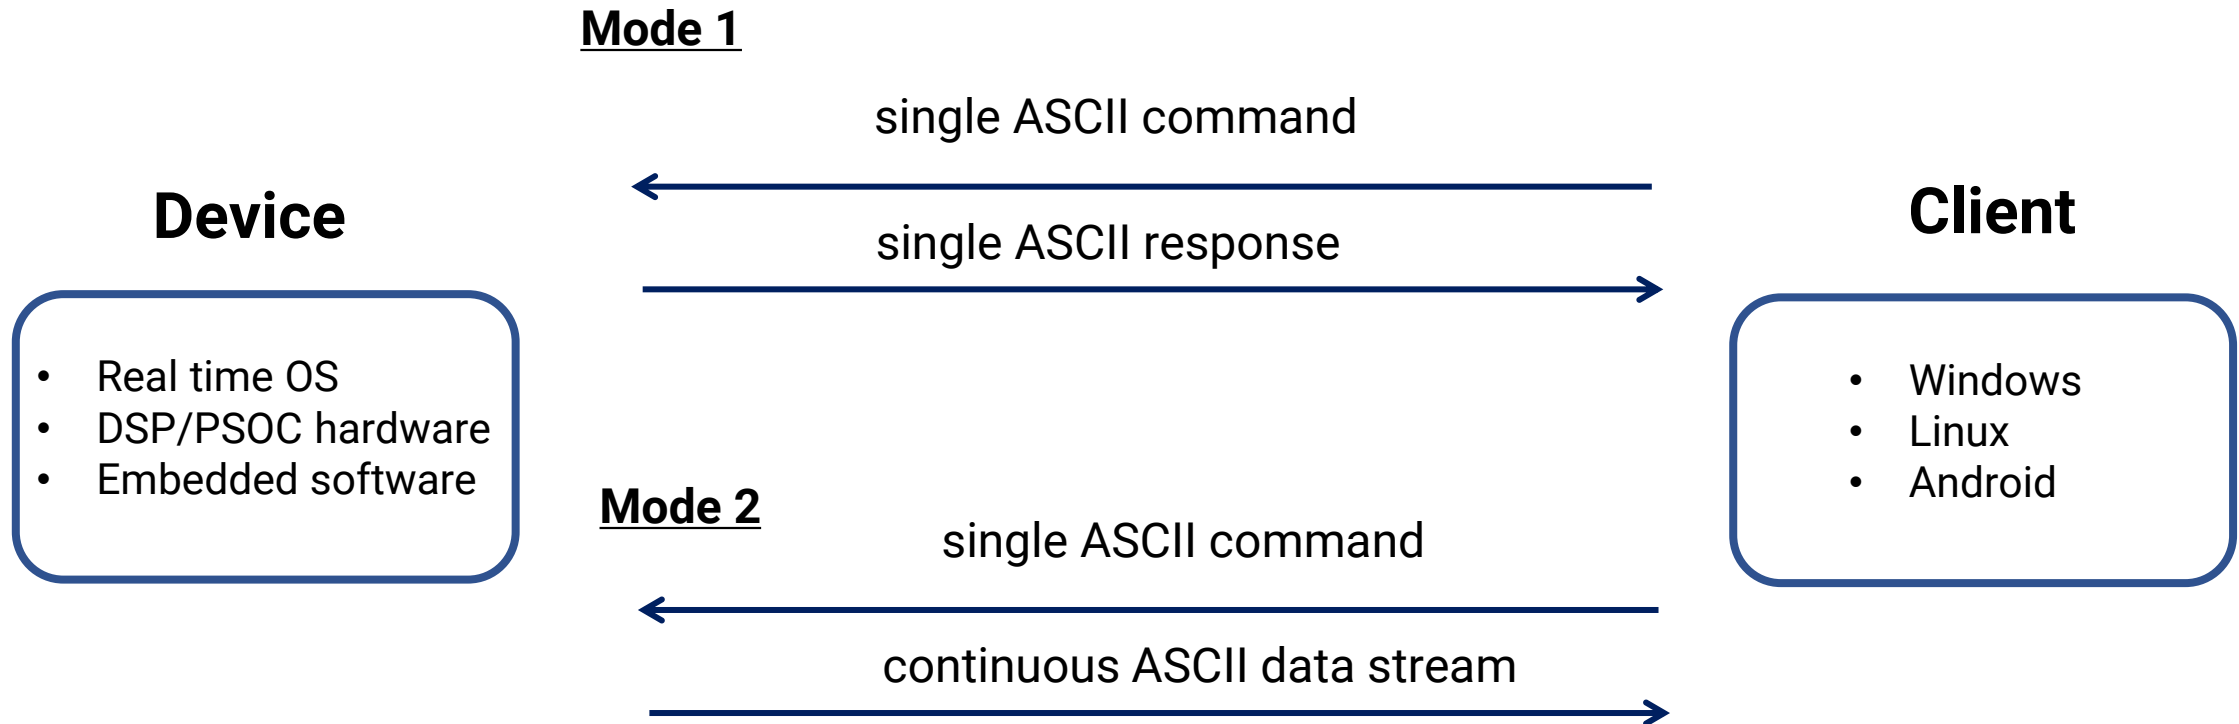 Mode 1
single ASCII command
Device
Client
single ASCII response
• Real time OS
• DSP/PSOC hardware
• Embedded software
• Windows
• Linux
• Android
Mode 2
single ASCII command
continuous ASCII data stream